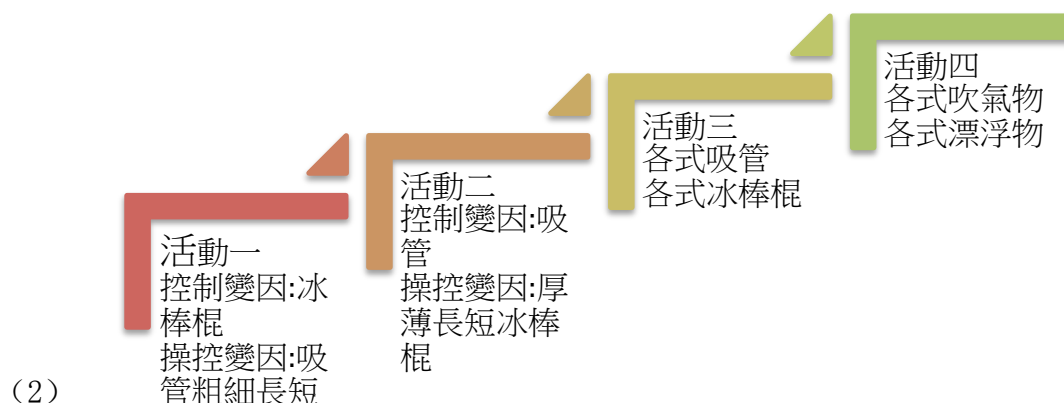 活動一
控制變因:冰
棒棍
操控變因:吸
管粗細長短
活動二
控制變因:吸
管
操控變因:厚
薄長短冰棒
棍
活動三
各式吸管
各式冰棒棍
活動四
各式吹氣物
各式漂浮物
（2）